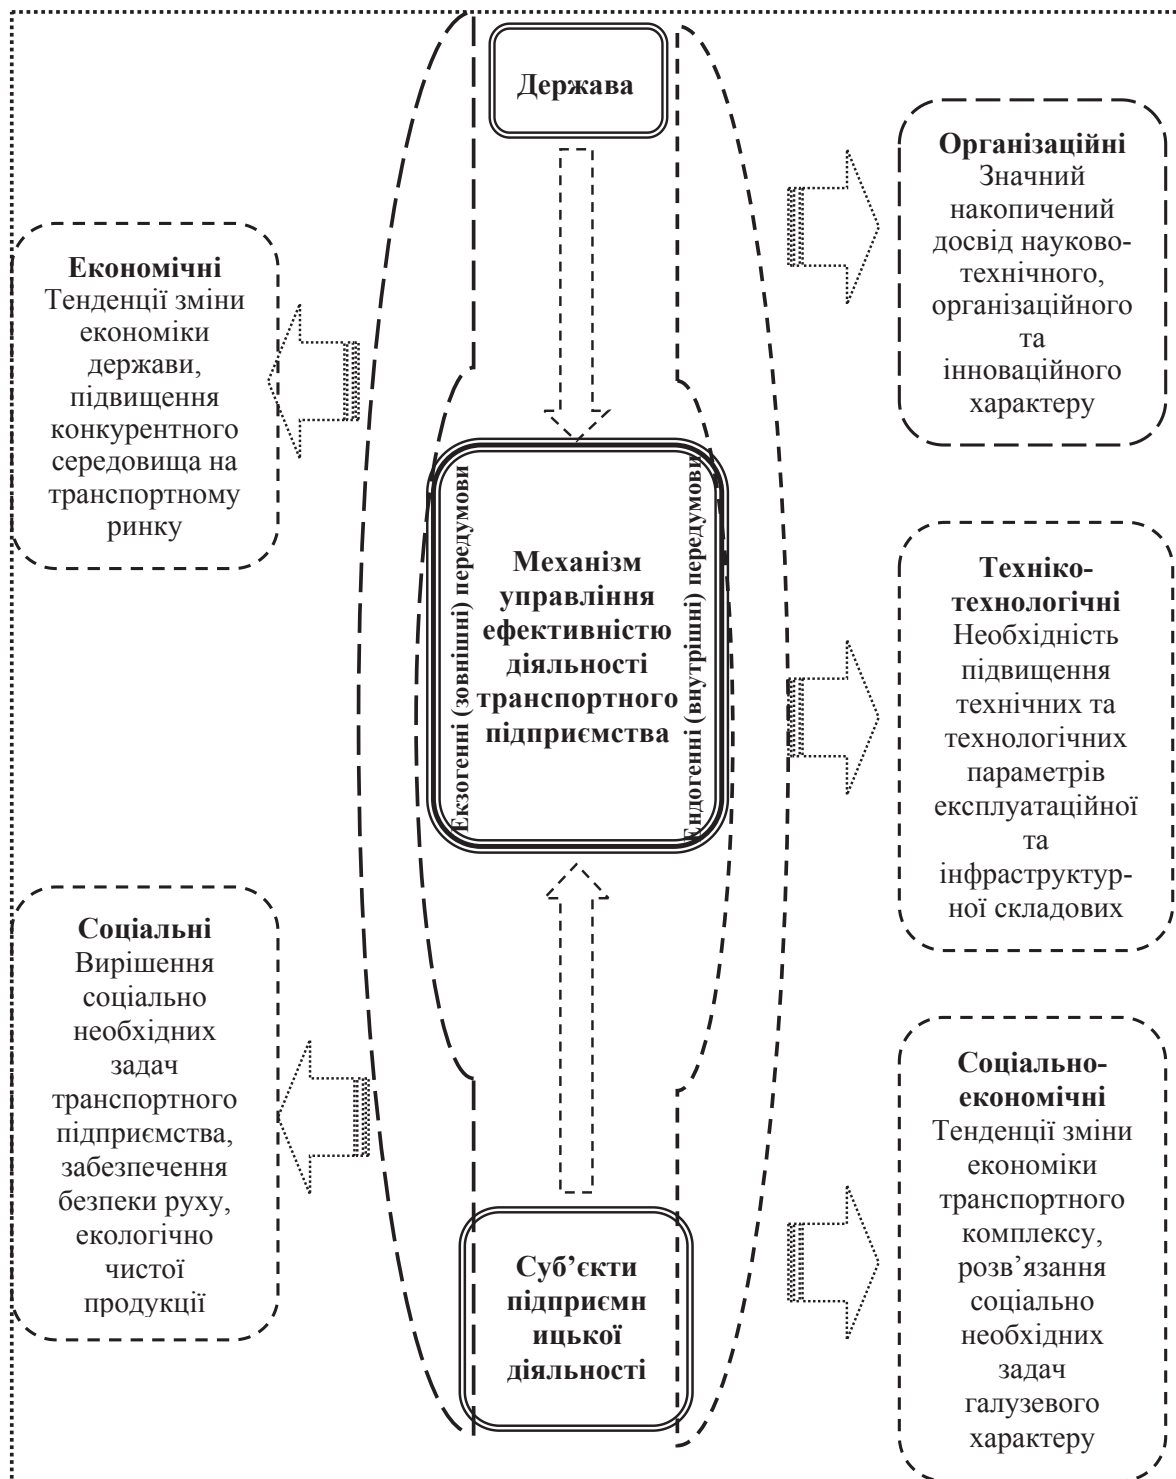 Держава
Організаційні
Значний
накопичений
досвід науково-
технічного,
організаційного
та
інноваційного
характеру
Економічні
Тенденції зміни
економіки
держави,
підвищення
конкурентного
середовища на
транспортному
ринку
Екзогенні (зовнішні) передумови
Механізм
управління
ефективністю
діяльності
транспортного
підприємства
Ендогенні (внутрішні) передумови
Техніко-
технологічні
Необхідність
підвищення
технічних та
технологічних
параметрів
експлуатаційної
та
інфраструктур-
ної складових
Соціальні
Вирішення
соціально
необхідних
задач
транспортного
підприємства,
забезпечення
безпеки руху,
екологічно
чистої
продукції
Суб’єкти
підприємн
ицької
діяльності
Соціально-
економічні
Тенденції зміни
економіки
транспортного
комплексу,
розв’язання
соціально
необхідних
задач
галузевого
характеру